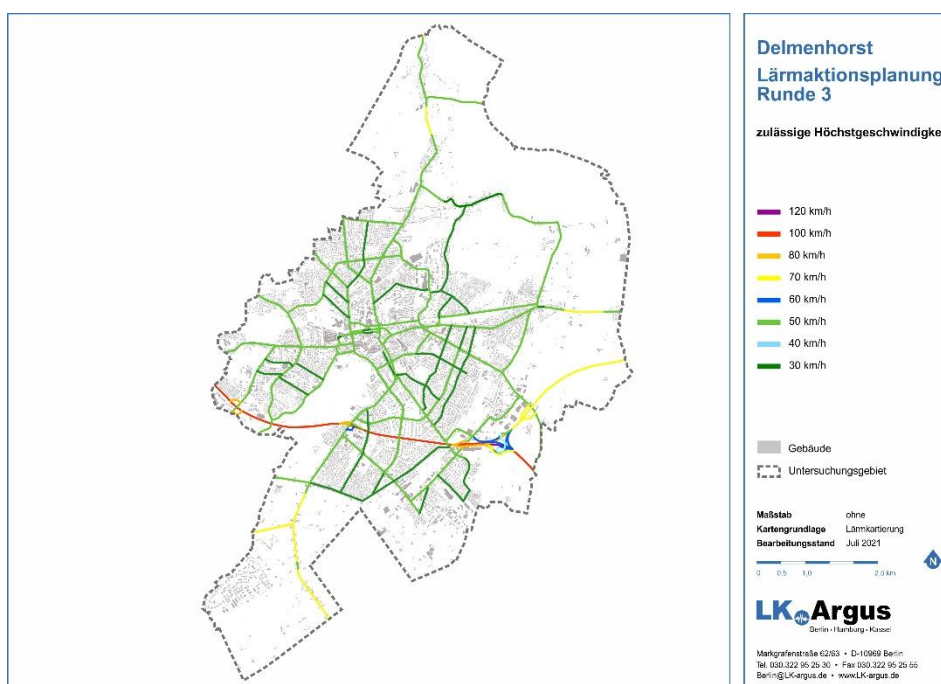 Delmenhorst
Lärmaktionsplanung
Runde 3
zulässige Höchstgeschwindigke
120 km/h
100 km/h
80 km/h
70 km/h
60 km/h
50 km/h
40 km/h
30 km/h
Gebäude
Untersuchungsgebiet
Maßstab ohne
Kartengrundlage Lärmkartierung
Bearbeitungsstand Juli 2021
0 0,5 1,0 2,0 km
N
LK Argus
Berlin • Hamburg • Kassel
Markgrafenstraße 62/63 • D-10969 Berlin
Tel. 030.322 95 25 30 • Fax 030.322 95 25 55
Berlin@LK-argus.de • www.LK-argus.de